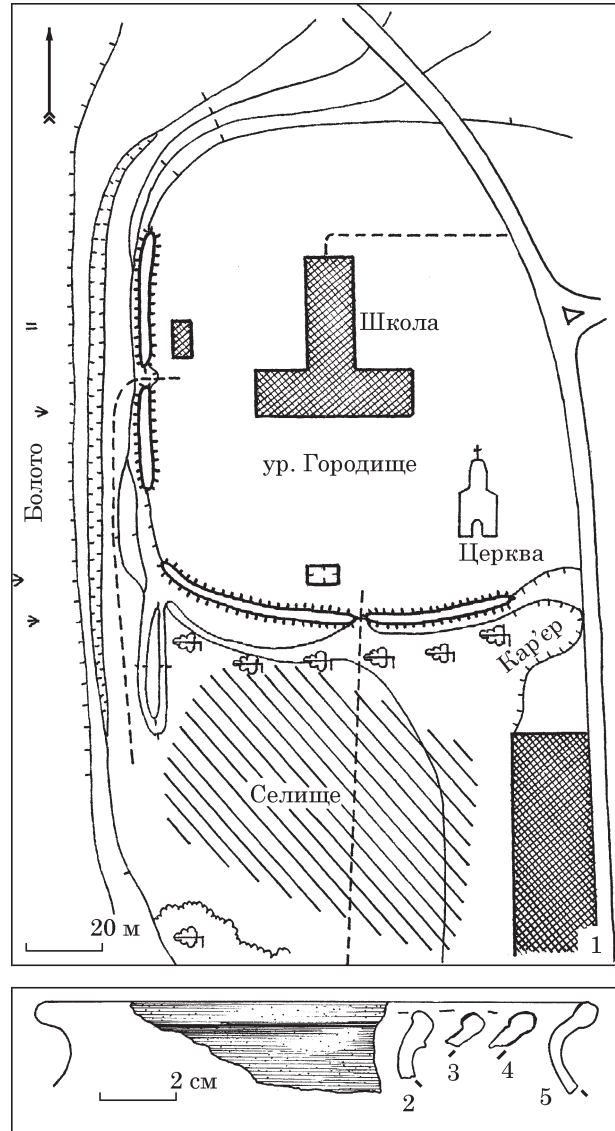 Школа
Болото
ур. Городище
Церква
Кар'єр
Селище
20 м
1
2 см
2
3
4
5